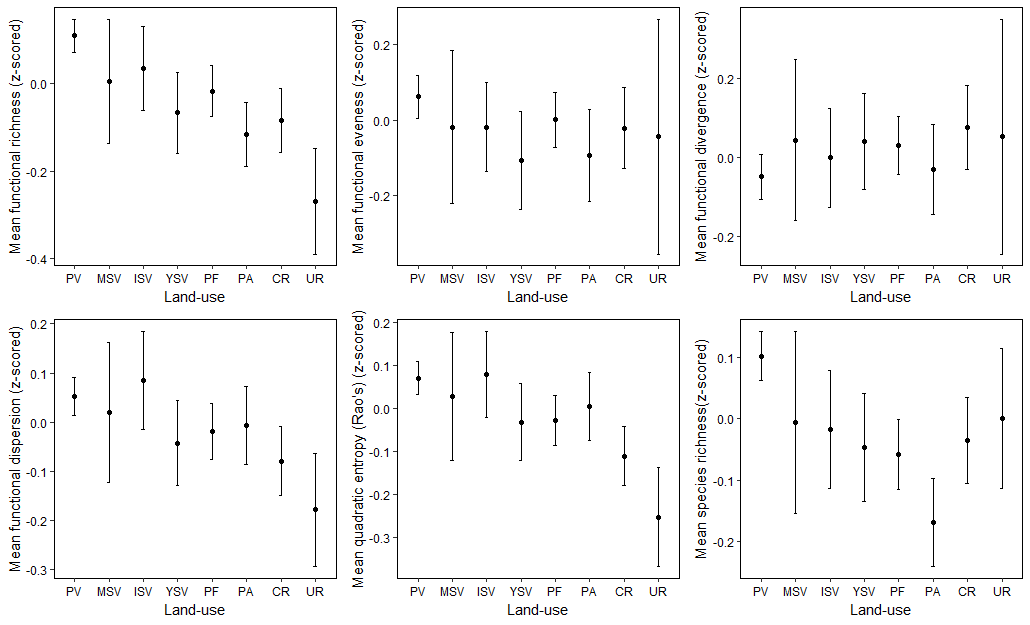 Mean functional richness (z-scored)
0.0
-0.2
-0.4
PV MSV ISV YSV PF PA CR UR
Land-use
Mean functional eveness (z-scored)
0.2
0.0
-0.2
PV MSV ISV YSV PF PA CR UR
Land-use
Mean functional divergence (z-scored)
0.2
0.0
-0.2
PV MSV ISV YSV PF PA CR UR
Land-use
Mean functional dispersion (z-scored)
0.2
0.1
0.0
-0.1
-0.2
-0.3
PV MSV ISV YSV PF PA CR UR
Land-use
Mean quadratic entropy (Rao's) (z-scored)
0.2
0.1
0.0
-0.1
-0.2
-0.3
PV MSV ISV YSV PF PA CR UR
Land-use
Mean species richness(z-scored)
0.1
0.0
-0.1
-0.2
PV MSV ISV YSV PF PA CR UR
Land-use